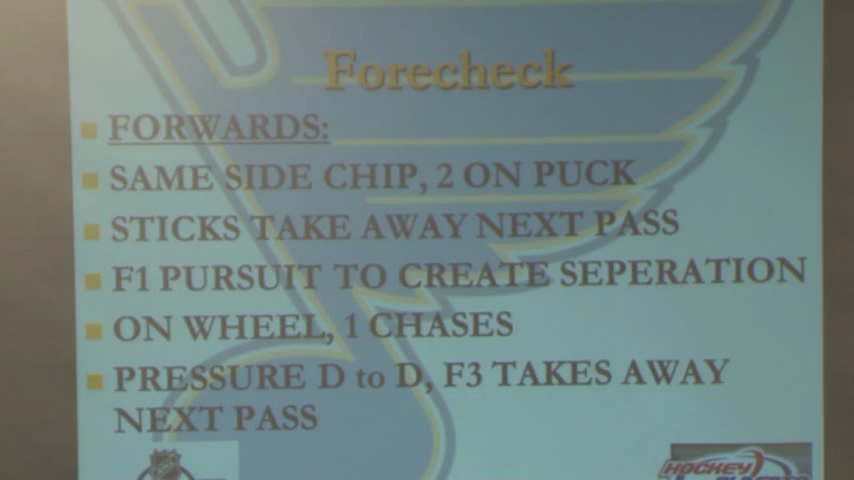 Forecheck
FORWARDS:
SAME SIDE CHIP, 2 ON PUCK
STICKS TAKE AWAY NEXT PASS
F1 PURSUIT TO CREATE SEPERATION
ON WHEEL, 1 CHASES
PRESSURE D to D, F3 TAKES AWAY
NEXT PASS
HOCKEY